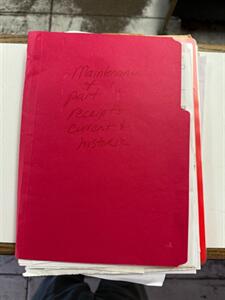 Maintenance
+
part
receipts
current +
historic